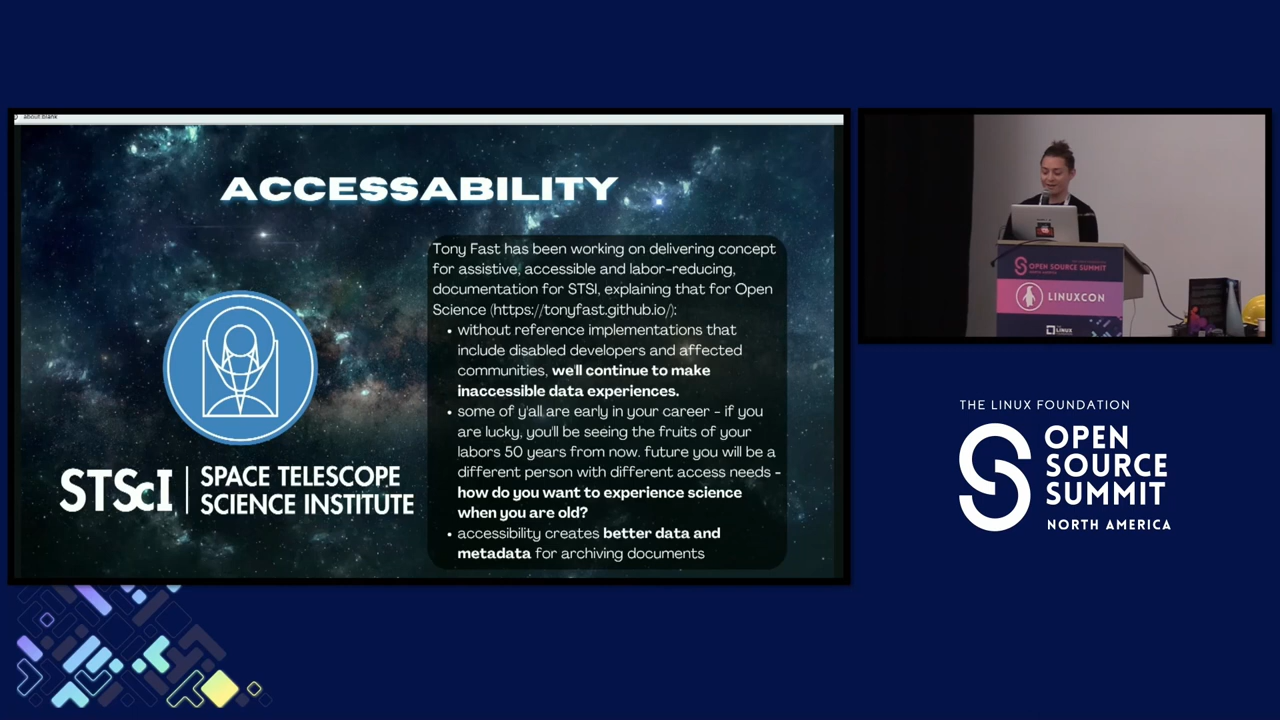 about:blank
ACCESSABILITY
Tony Fast has been working on delivering concept
for assistive, accessible and labor-reducing,
documentation for STSI, explaining that for Open
Science (https://tonyfast.github.io/):
• without reference implementations that
include disabled developers and affected
communities, we'll continue to make
inaccessible data experiences.
• some of y'all are early in your career - if you
are lucky, you'll be seeing the fruits of your
labors 50 years from now. future you will be a
different person with different access needs -
how do you want to experience science
when you are old?
• accessibility creates better data and
metadata for archiving documents
STScI
SPACE TELESCOPE
SCIENCE INSTITUTE
OPEN SOURCE SUMMIT
LINUXCON
LINUX
THE LINUX FOUNDATION
OPEN
SOURCE
SUMMIT
NORTH AMERICA